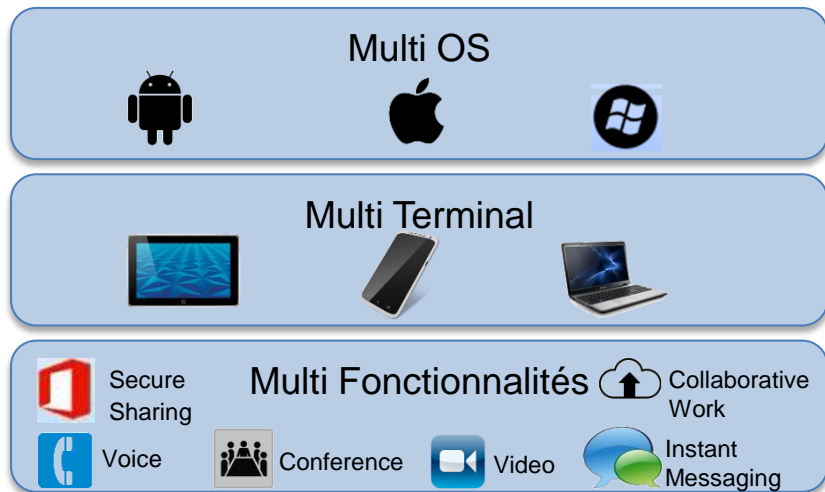 Multi OS
Multi Terminal
Multi Fonctionnalités
Secure
Sharing
Collaborative
Work
Voice
Conference
Video
Instant
Messaging